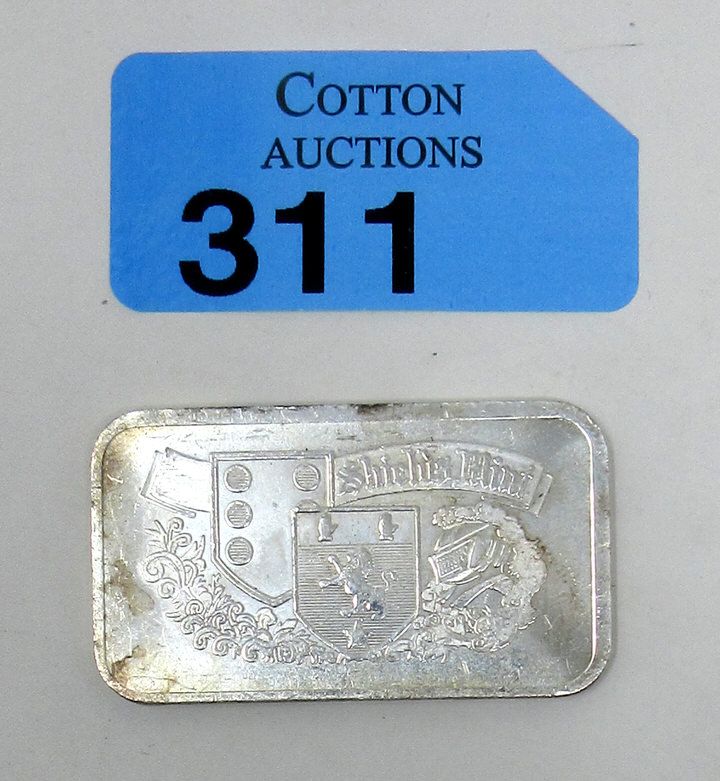 COTTON
AUCTIONS
311
Shields Mint